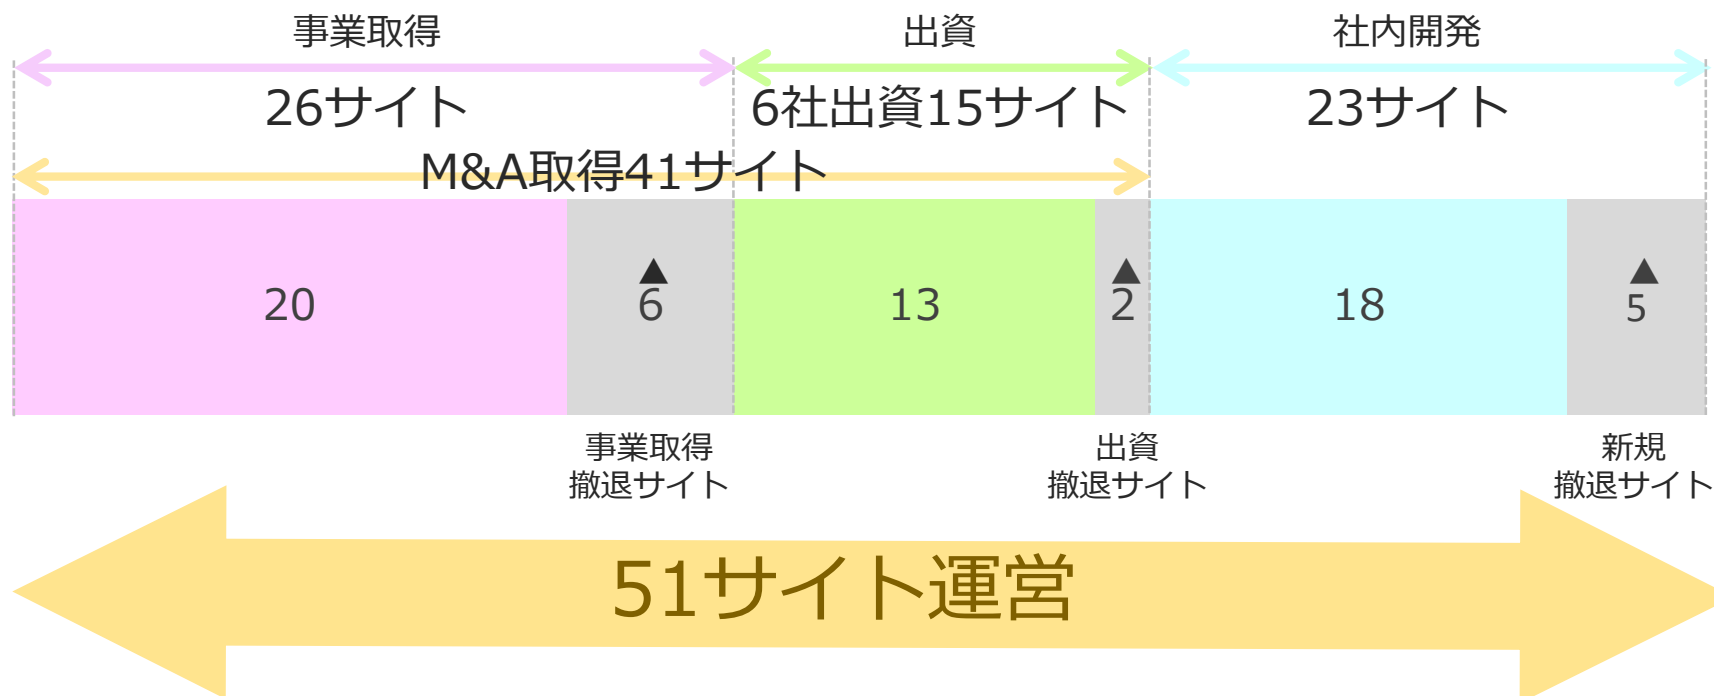 事業取得
出資
社内開発
26サイト
6社出資15サイト
23サイト
M&A取得41サイト
20
▲
6
13
▲
2
18
▲
5
事業取得
撤退サイト
出資
撤退サイト
新規
撤退サイト
51サイト運営